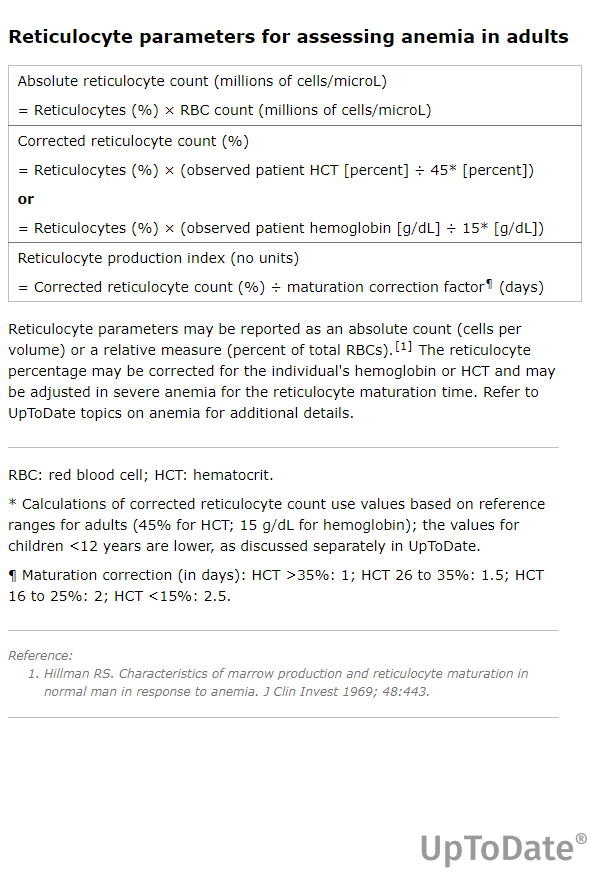 Reticulocyte parameters for assessing anemia in adults
Absolute reticulocyte count (millions of cells/microL)
= Reticulocytes (%) × RBC count (millions of cells/microL)
Corrected reticulocyte count (%)
= Reticulocytes (%) × (observed patient HCT [percent] ÷ 45* [percent])
or
= Reticulocytes (%) × (observed patient hemoglobin [g/dL] ÷ 15* [g/dL])
Reticulocyte production index (no units)
= Corrected reticulocyte count (%) ÷ maturation correction factor¶ (days)
Reticulocyte parameters may be reported as an absolute count (cells per
volume) or a relative measure (percent of total RBCs).[1] The reticulocyte
percentage may be corrected for the individual's hemoglobin or HCT and may
be adjusted in severe anemia for the reticulocyte maturation time. Refer to
UpToDate topics on anemia for additional details.
RBC: red blood cell; HCT: hematocrit.
* Calculations of corrected reticulocyte count use values based on reference
ranges for adults (45% for HCT; 15 g/dL for hemoglobin); the values for
children <12 years are lower, as discussed separately in UpToDate.
¶ Maturation correction (in days): HCT >35%: 1; HCT 26 to 35%: 1.5; HCT
16 to 25%: 2; HCT <15%: 2.5.
Reference:
1. Hillman RS. Characteristics of marrow production and reticulocyte maturation in
normal man in response to anemia. J Clin Invest 1969; 48:443.
UpToDate®